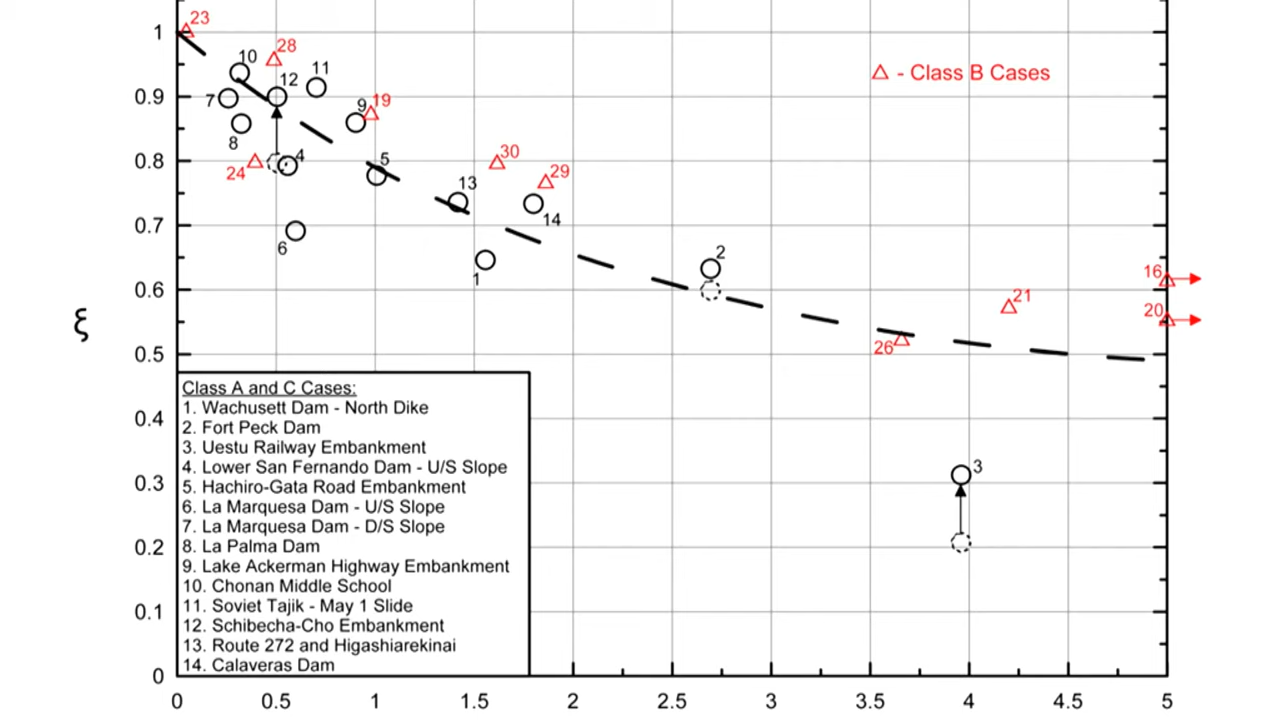 23
1
28
10
11
12
Class B Cases
△ - Class B Cases
7
0.9
9
19
8
0.8
24
4
5
30
29
13
0.7
14
6
2
1
16
0.6
21
20
ξ
26
0.5
Class A and C Cases:
1. Wachusett Dam - North Dike
2. Fort Peck Dam
0.4
3. Uestu Railway Embankment
4. Lower San Fernando Dam - U/S Slope
3
0.3
5. Hachiro-Gata Road Embankment
6. La Marquesa Dam - U/S Slope
7. La Marquesa Dam - D/S Slope
0.2
8. La Palma Dam
9. Lake Ackerman Highway Embankment
10. Chonan Middle School
0.1
11. Soviet Tajik - May 1 Slide
12. Schibecha-Cho Embankment
13. Route 272 and Higashiarekinai
14. Calaveras Dam
0
0 0.5 1 1.5 2 2.5 3 3.5 4 4.5 5